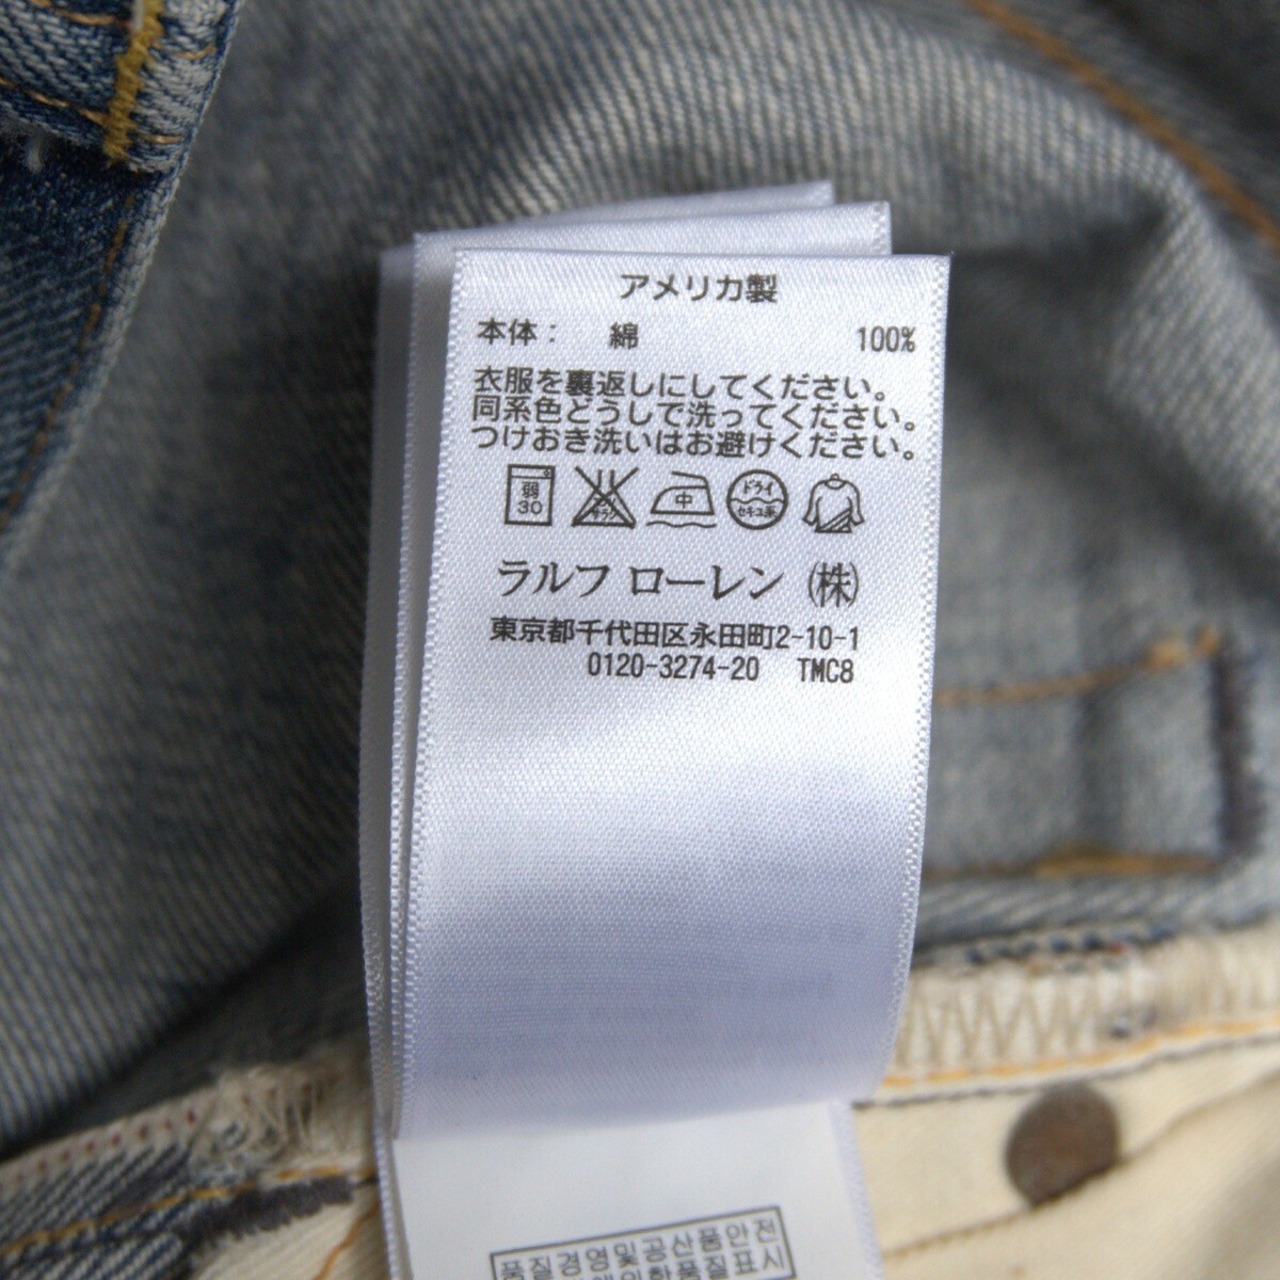 アメリカ製
本体： 綿 100%
衣服を裏返しにしてください。
同系色どうしで洗ってください。
つけおき洗いはお避けください。
弱 30 中 ドライ セキユ系
ラルフ ローレン (株)
東京都千代田区永田町2-10-1
0120-3274-20 TMC8
품질경영및공산품안전
품질표시